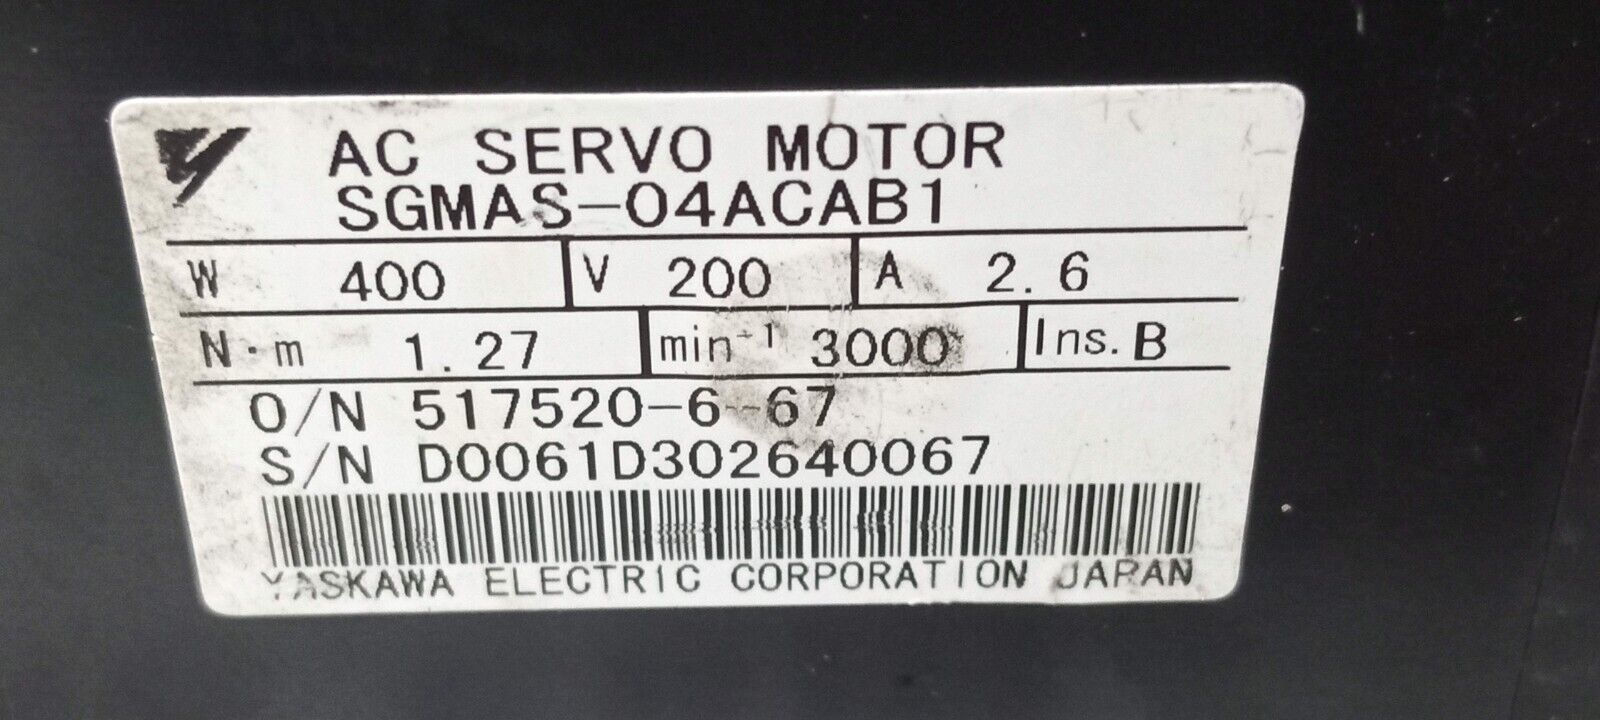 AC SERVO MOTOR
SGMAS-04ACAB1
W 400 V 200 A 2.6
N・m 1.27 min⁻¹ 3000 Ins. B
O/N 517520-6-67
S/N D0061D302640067
YASKAWA ELECTRIC CORPORATION JAPAN